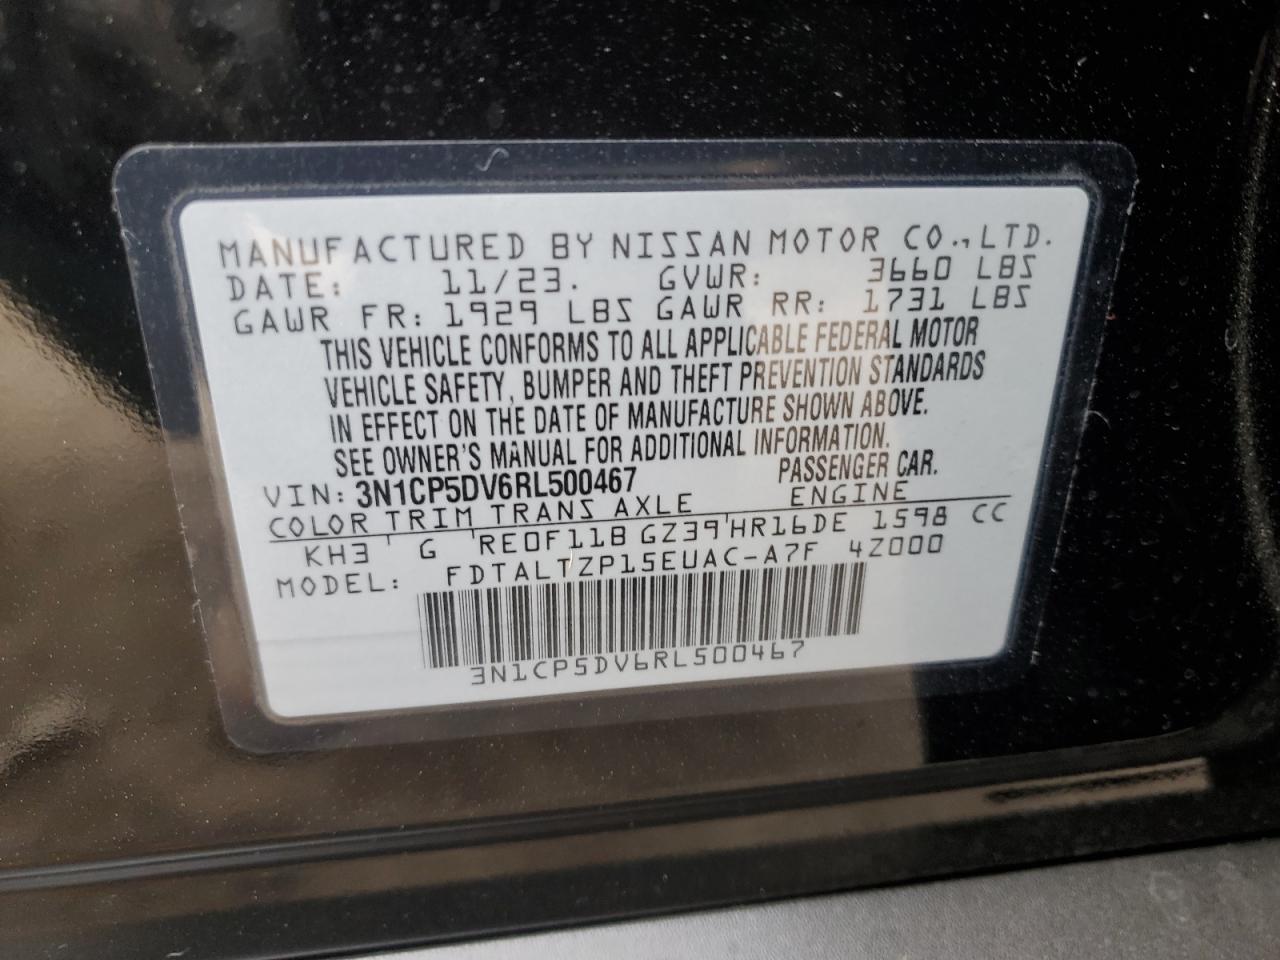 MANUFACTURED BY NISSAN MOTOR CO., LTD.
DATE: 11/23. GVWR: 3660 LBS
GAWR FR: 1929 LBS GAWR RR: 1731 LBS
THIS VEHICLE CONFORMS TO ALL APPLICABLE FEDERAL MOTOR
VEHICLE SAFETY, BUMPER AND THEFT PREVENTION STANDARDS
IN EFFECT ON THE DATE OF MANUFACTURE SHOWN ABOVE.
SEE OWNER'S MANUAL FOR ADDITIONAL INFORMATION.
VIN: 3N1CP5DV6RL500467 PASSENGER CAR.
COLOR TRIM TRANS AXLE ENGINE
KH3 G RE0F11B GZ39 HR16DE 1598 CC
MODEL: FDTALTZP15EUAC-A7F 4Z000
3N1CP5DV6RL500467